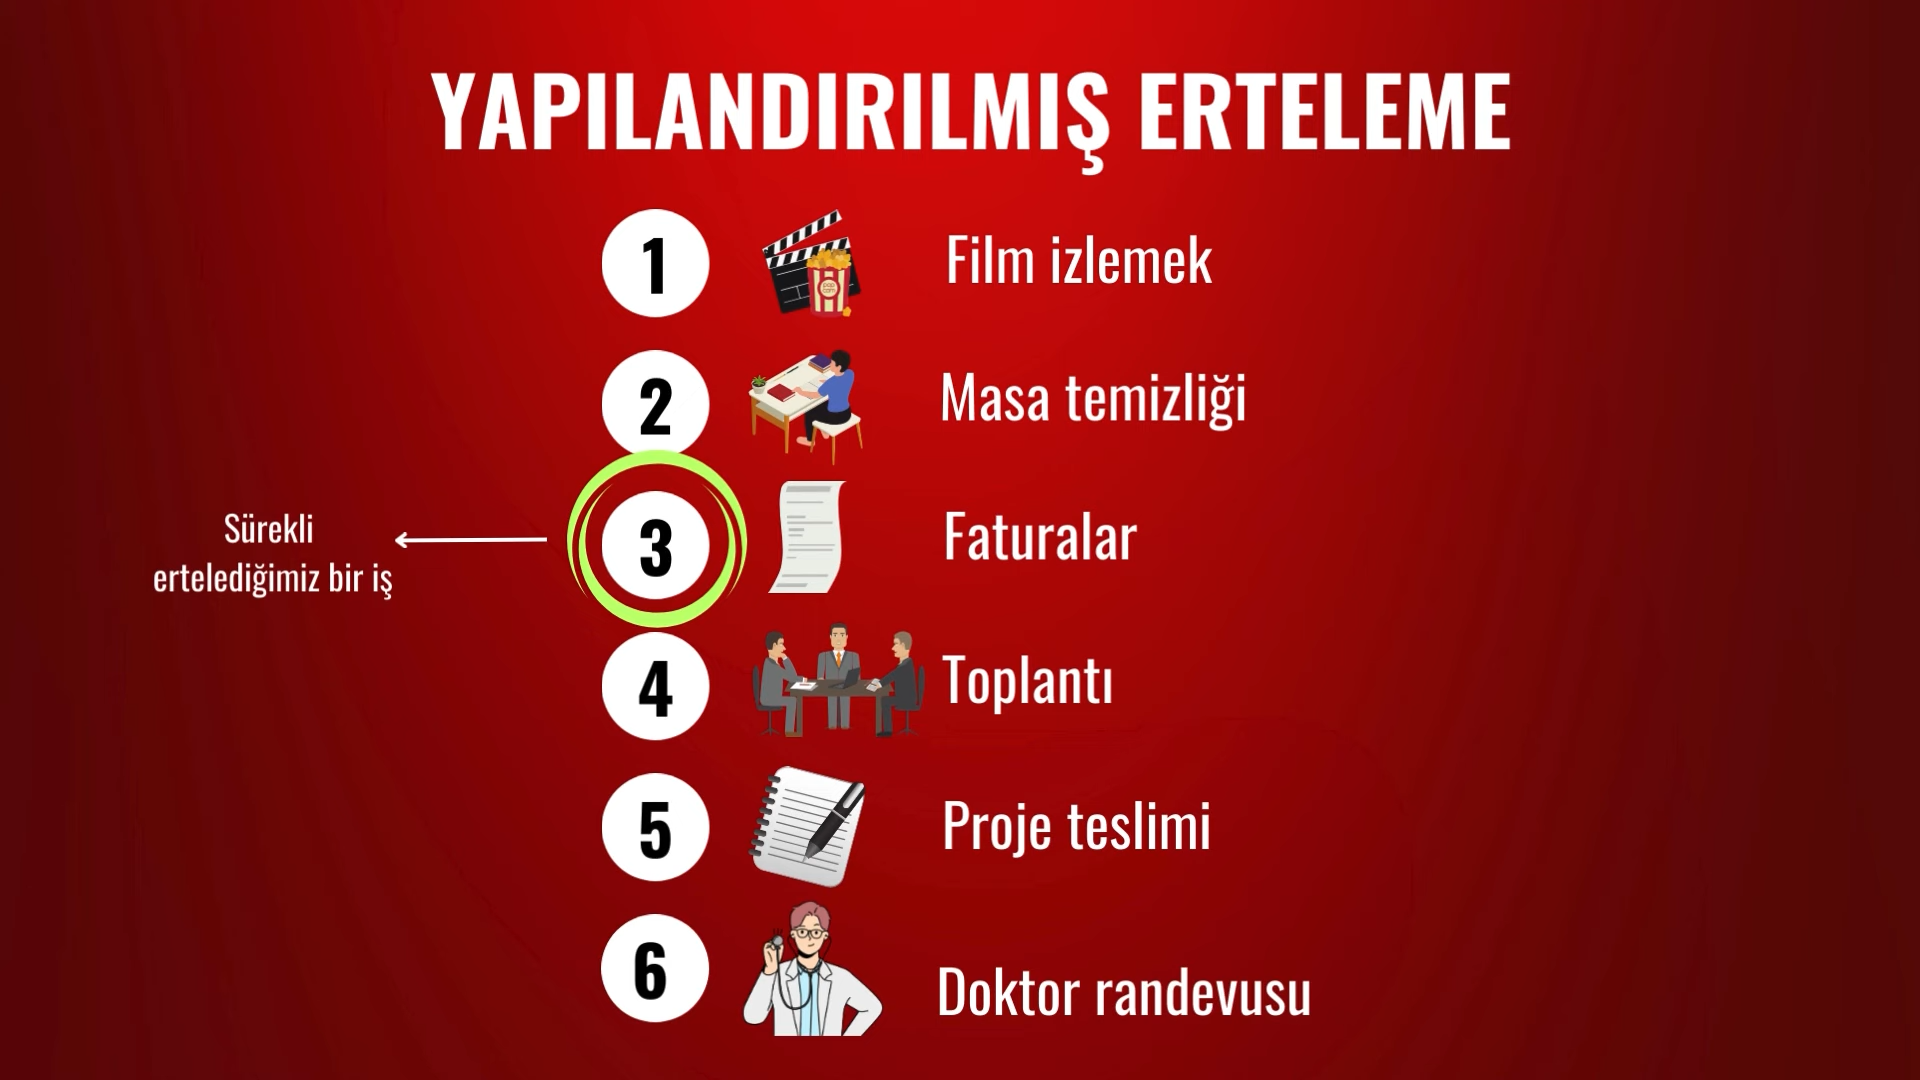 YAPILANDIRILMIŞ ERTELEME
1 Film izlemek
2 Masa temizliği
Sürekli
ertelediğimiz bir iş
3 Faturalar
4 Toplantı
5 Proje teslimi
6 Doktor randevusu